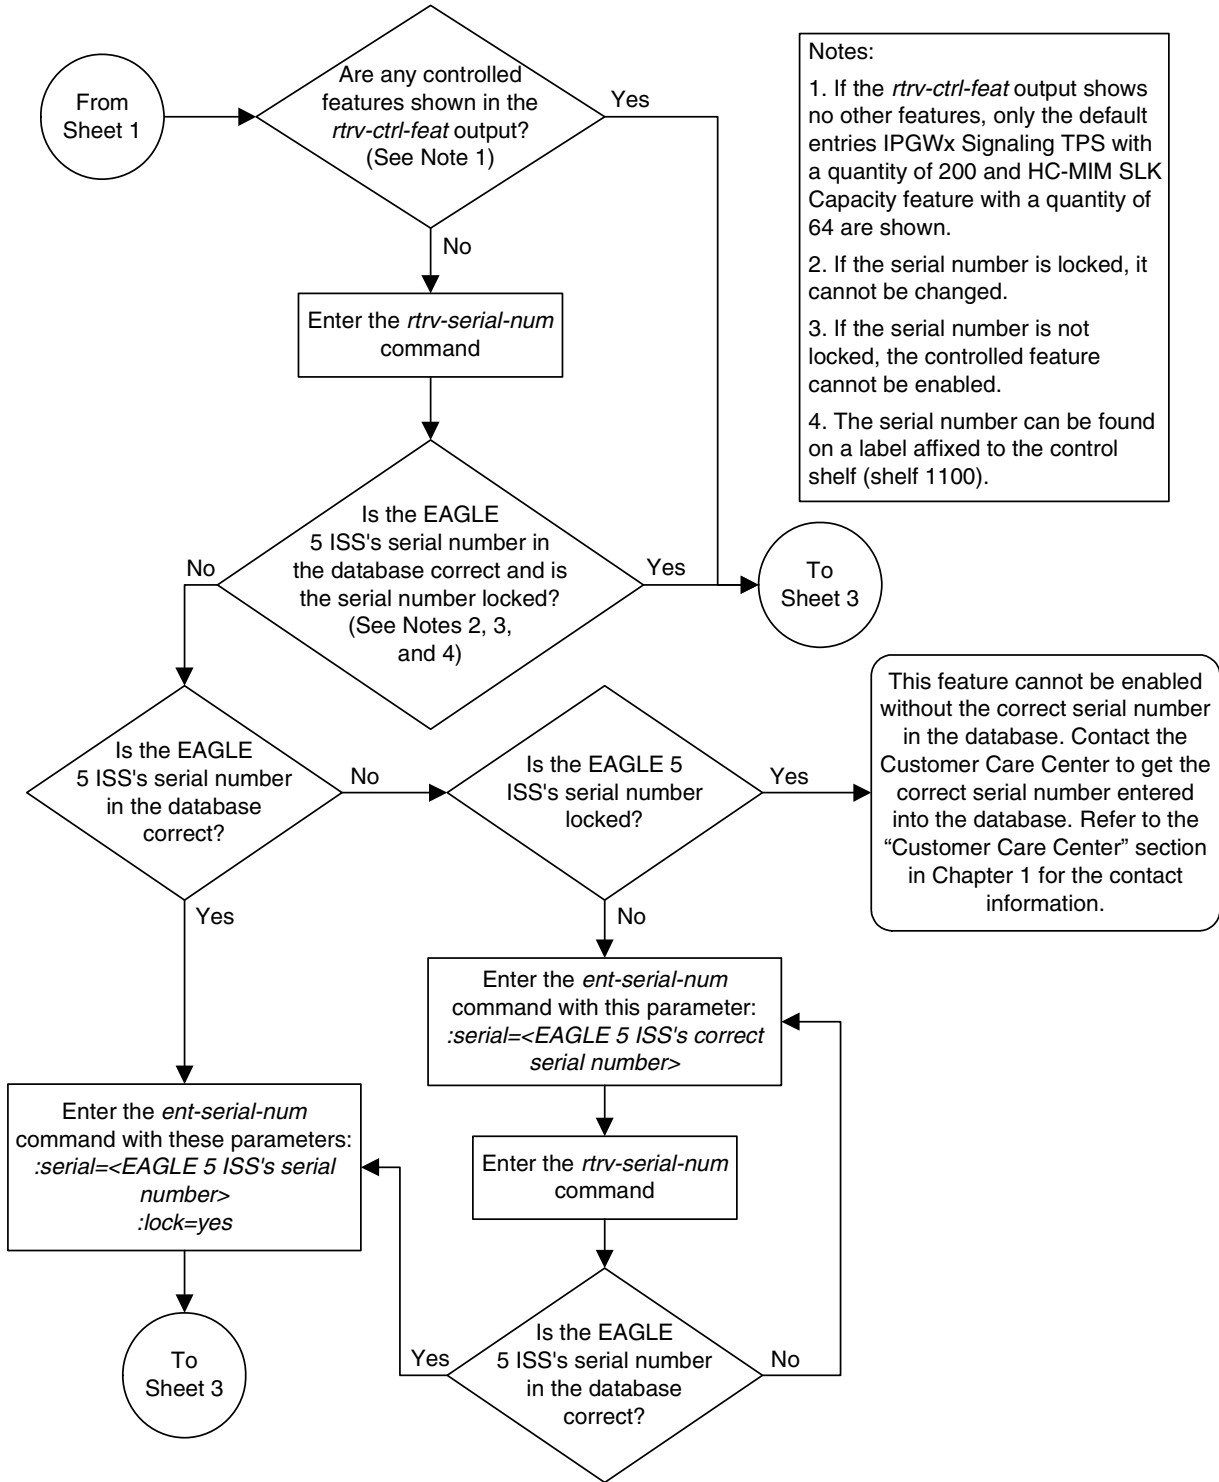 From
Sheet 1
Are any controlled
features shown in the
rtrv-ctrl-feat output?
(See Note 1)
Yes
No
Notes:
1. If the rtrv-ctrl-feat output shows
no other features, only the default
entries IPGWx Signaling TPS with
a quantity of 200 and HC-MIM SLK
Capacity feature with a quantity of
64 are shown.
2. If the serial number is locked, it
cannot be changed.
3. If the serial number is not
locked, the controlled feature
cannot be enabled.
4. The serial number can be found
on a label affixed to the control
shelf (shelf 1100).
Enter the rtrv-serial-num
command
Is the EAGLE
5 ISS's serial number in
the database correct and is
the serial number locked?
(See Notes 2, 3,
and 4)
No
Yes
To
Sheet 3
Is the EAGLE
5 ISS's serial number
in the database
correct?
No
Yes
Is the EAGLE 5
ISS's serial number
locked?
Yes
No
This feature cannot be enabled
without the correct serial number
in the database. Contact the
Customer Care Center to get the
correct serial number entered
into the database. Refer to the
“Customer Care Center” section
in Chapter 1 for the contact
information.
Enter the ent-serial-num
command with this parameter:
:serial=<EAGLE 5 ISS's correct
serial number>
Enter the ent-serial-num
command with these parameters:
:serial=<EAGLE 5 ISS's serial
number>
:lock=yes
Enter the rtrv-serial-num
command
Is the EAGLE
5 ISS's serial number
in the database
correct?
Yes
No
To
Sheet 3